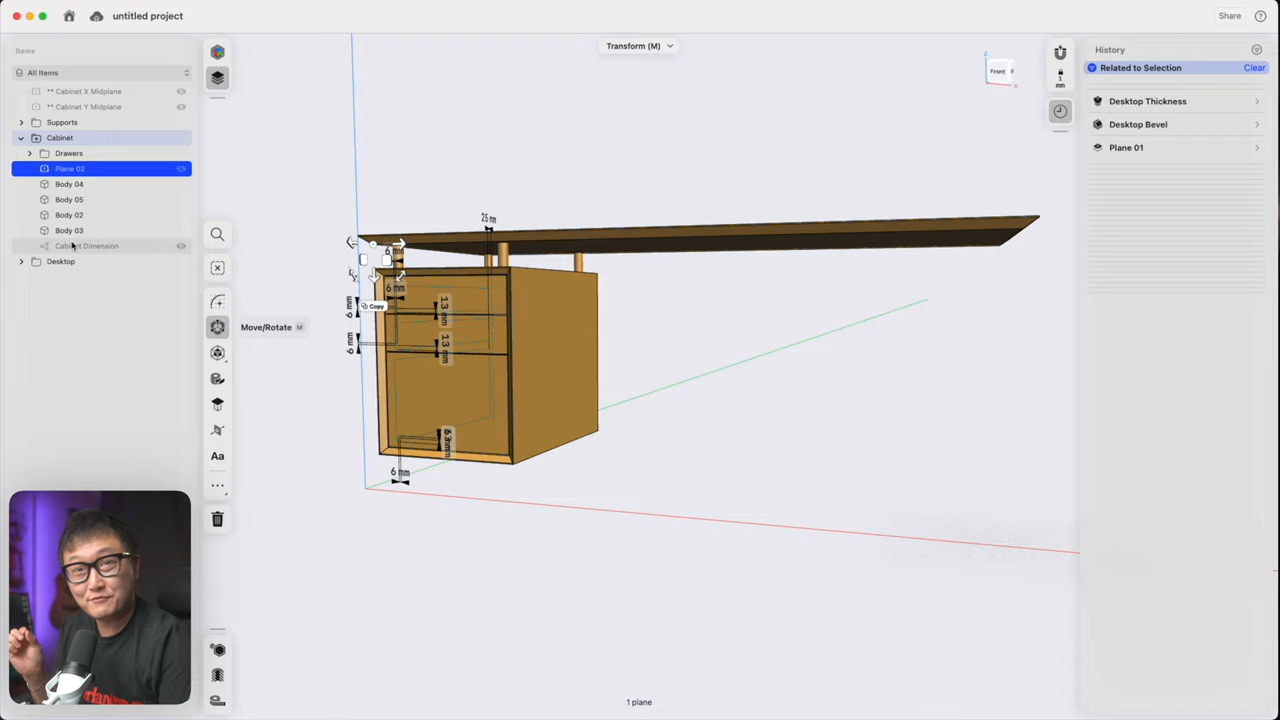 untitled project
Share
Items
All Items
** Cabinet X Midplane
** Cabinet Y Midplane
Supports
Cabinet
Drawers
Plane 02
Body 04
Body 05
Body 02
Body 03
Cabinet Dimension
Desktop
Move/Rotate M
Aa
Transform (M)
Z
Front
X
1
mm
History
Related to Selection Clear
Desktop Thickness
Desktop Bevel
Plane 01
25 mm
6 mm
Copy
6 mm
13 mm
6 mm
13 mm
6 mm
1 plane